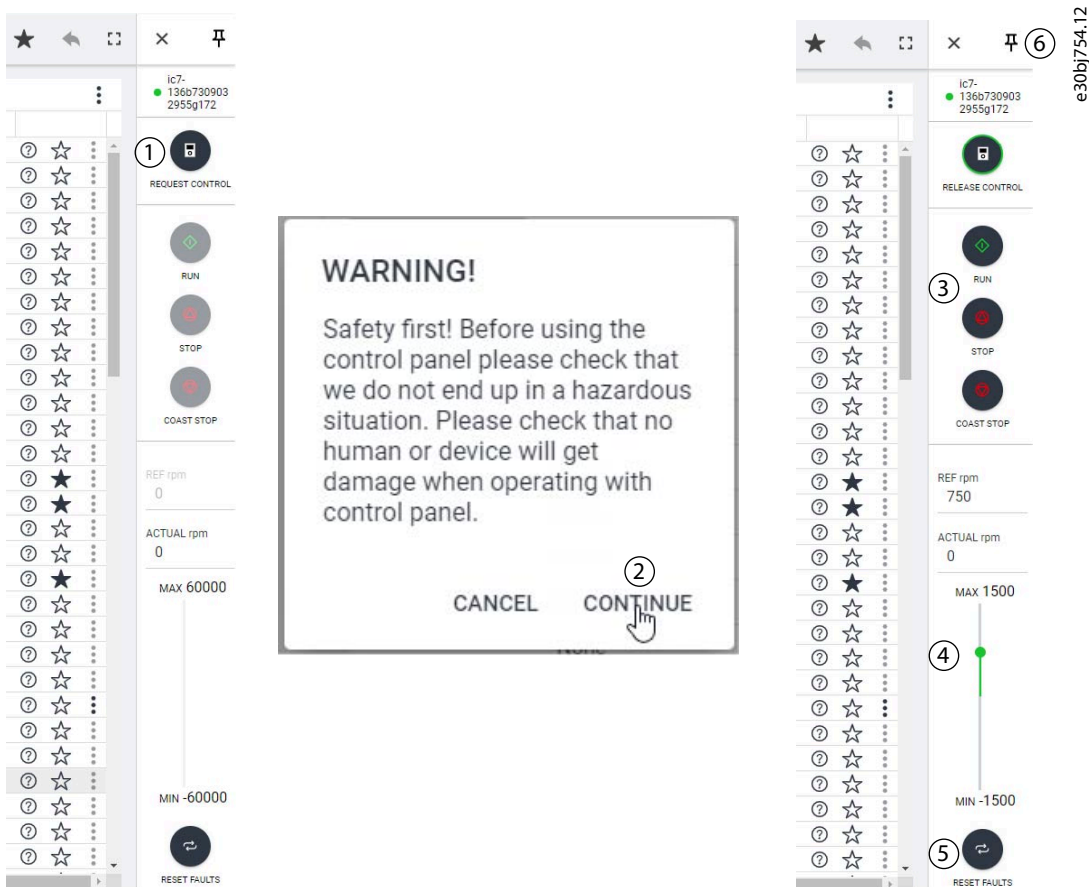 ic7-
136b730903
2955g172
1
REQUEST CONTROL
RUN
STOP
COAST STOP
REF rpm
0
ACTUAL rpm
0
MAX 60000
MIN -60000
RESET FAULTS
WARNING!
Safety first! Before using the
control panel please check that
we do not end up in a hazardous
situation. Please check that no
human or device will get
damage when operating with
control panel.
2
CANCEL CONTINUE
None
6
e30bj754.12
ic7-
136b730903
2955g172
RELEASE CONTROL
RUN
3
STOP
COAST STOP
REF rpm
750
ACTUAL rpm
0
MAX 1500
4
MIN -1500
5
RESET FAULTS